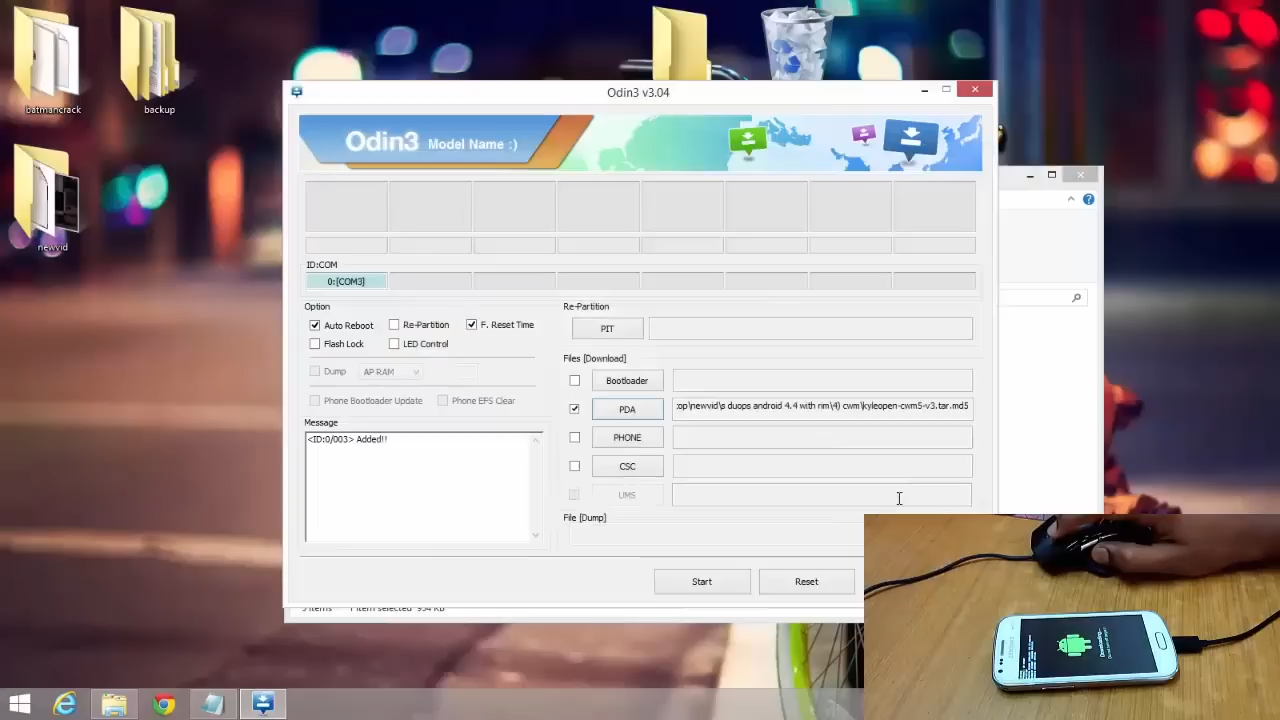 batmancrack
backup
newvid
Odin3 v3.04
Odin3 Model Name :)
ID:COM
0:[COM3]
Option
Auto Reboot
Re-Partition
F. Reset Time
Flash Lock
LED Control
Dump
AP RAM
Phone Bootloader Update
Phone EFS Clear
Message
<ID:0/003> Added!!
Re-Partition
PIT
Files [Download]
Bootloader
PDA
:op\newvid\s duops android 4.4 with rim\4) cwm\kyleopen-cwm5-v3.tar.md5
PHONE
CSC
UMS
File [Dump]
Start
Reset
1 item selected
Downloading...